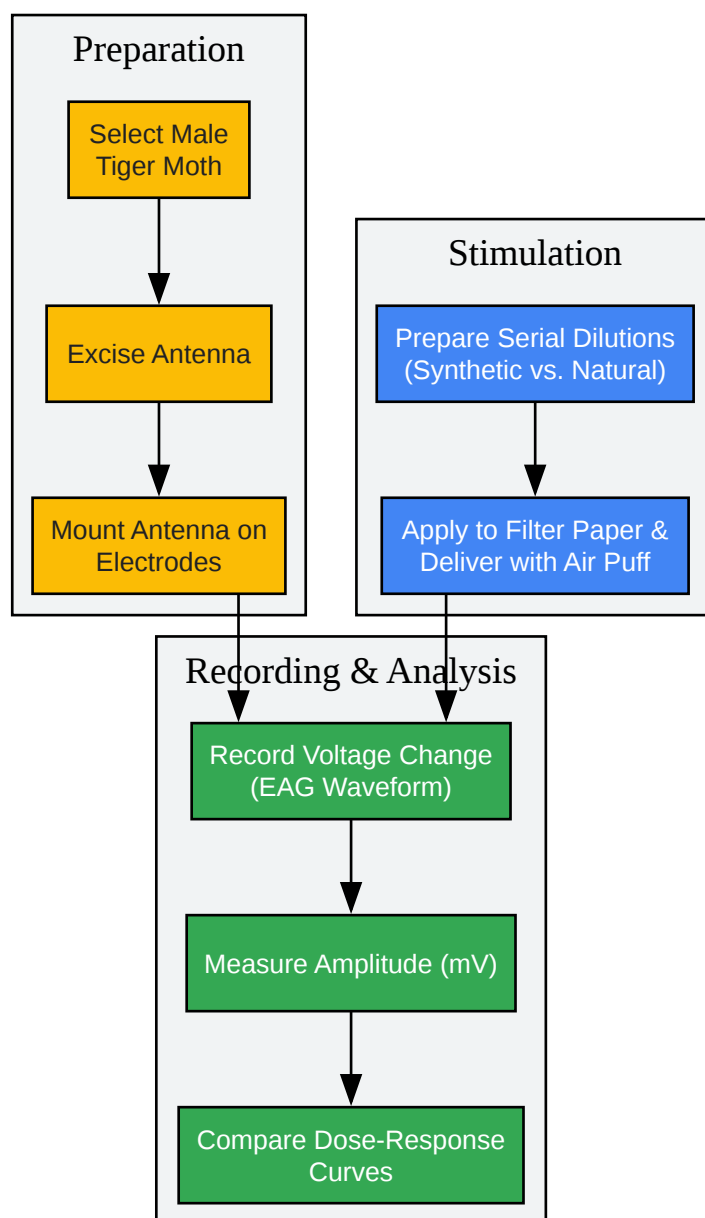 Preparation
Select Male
Tiger Moth
Excise Antenna
Mount Antenna on
Electrodes
Stimulation
Prepare Serial Dilutions
(Synthetic vs. Natural)
Apply to Filter Paper &
Deliver with Air Puff
Recording & Analysis
Record Voltage Change
(EAG Waveform)
Measure Amplitude (mV)
Compare Dose-Response
Curves